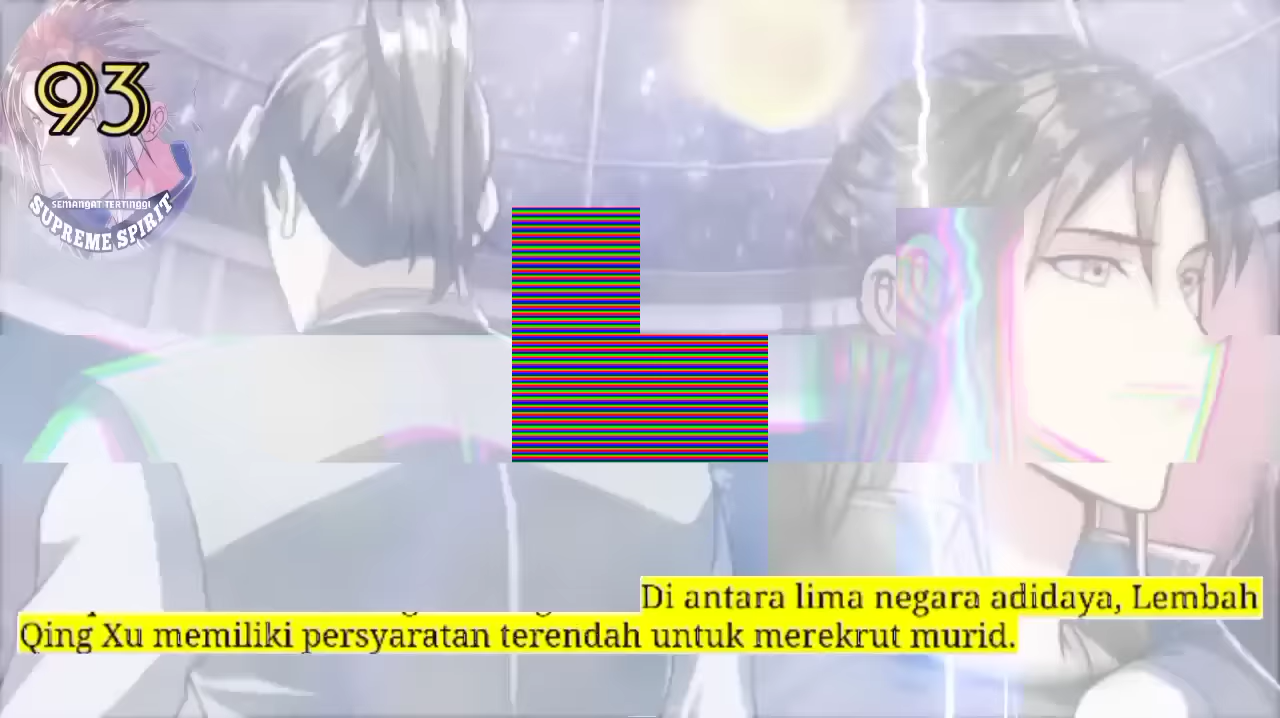 93
SEMANGAT TERTINGGI
SUPREME SPIRIT
Di antara lima negara adidaya, Lembah
Qing Xu memiliki persyaratan terendah untuk merekrut murid.